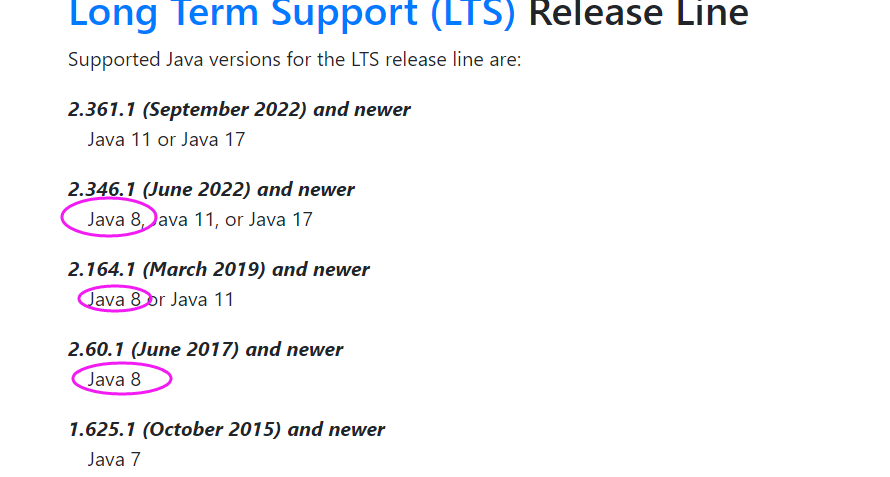 Long Term Support (LTS) Release Line
Supported Java versions for the LTS release line are:
2.361.1 (September 2022) and newer
Java 11 or Java 17
2.346.1 (June 2022) and newer
Java 8, Java 11, or Java 17
2.164.1 (March 2019) and newer
Java 8 or Java 11
2.60.1 (June 2017) and newer
Java 8
1.625.1 (October 2015) and newer
Java 7